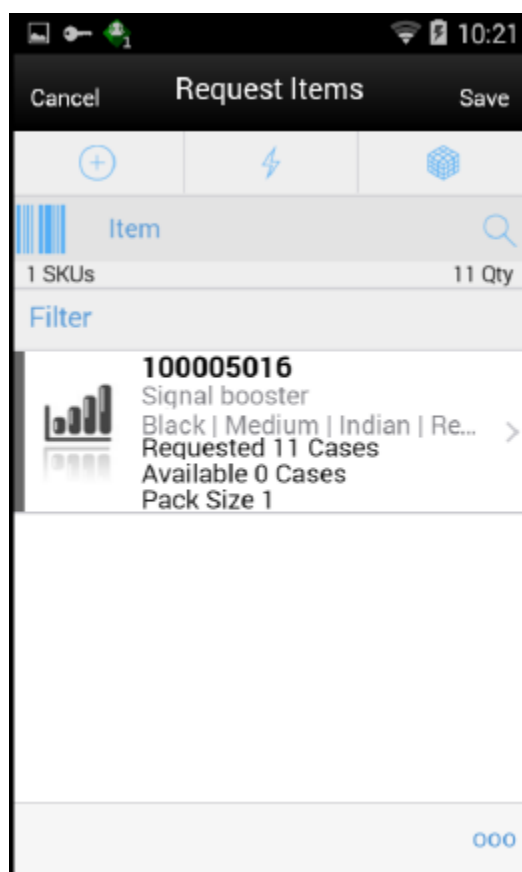 1
10:21
Cancel
Request Items
Save
Item
1 SKUs
11 Qty
Filter
100005016
Signal booster
Black | Medium | Indian | Re...
Requested 11 Cases
Available 0 Cases
Pack Size 1